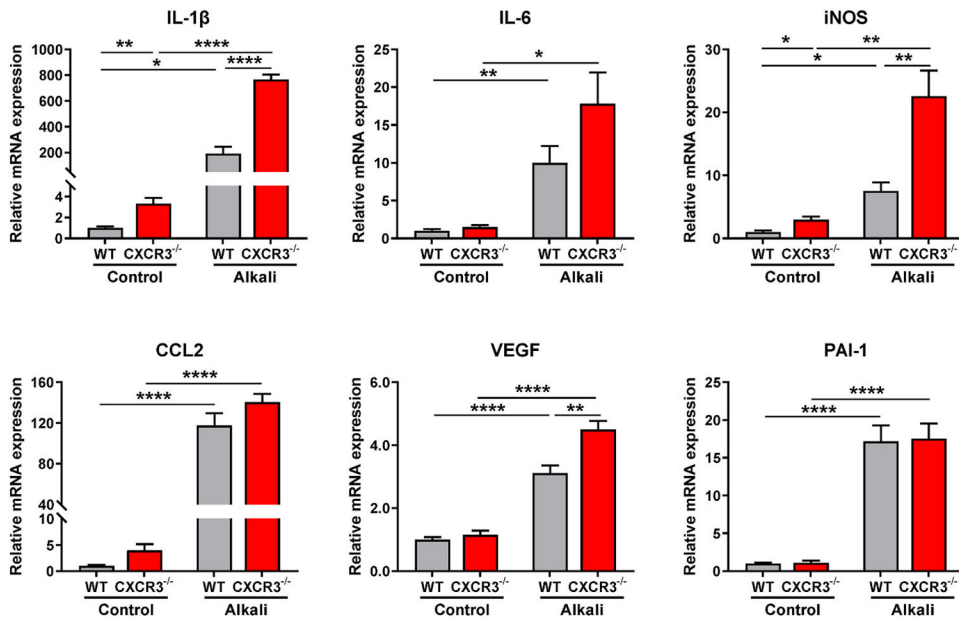 IL-1β
Relative mRNA expression
1000
800
600
400
200
4
2
0
** ****
* ****
WT CXCR3-/- WT CXCR3-/-
Control Alkali
IL-6
Relative mRNA expression
25
20
15
10
5
0
*
**
WT CXCR3-/- WT CXCR3-/-
Control Alkali
iNOS
Relative mRNA expression
30
20
10
0
* **
* **
WT CXCR3-/- WT CXCR3-/-
Control Alkali
CCL2
Relative mRNA expression
160
120
80
40
10
5
0
****
****
WT CXCR3-/- WT CXCR3-/-
Control Alkali
VEGF
Relative mRNA expression
6.0
4.0
2.0
0.0
****
**** **
WT CXCR3-/- WT CXCR3-/-
Control Alkali
PAI-1
Relative mRNA expression
25
20
15
10
5
0
****
****
WT CXCR3-/- WT CXCR3-/-
Control Alkali